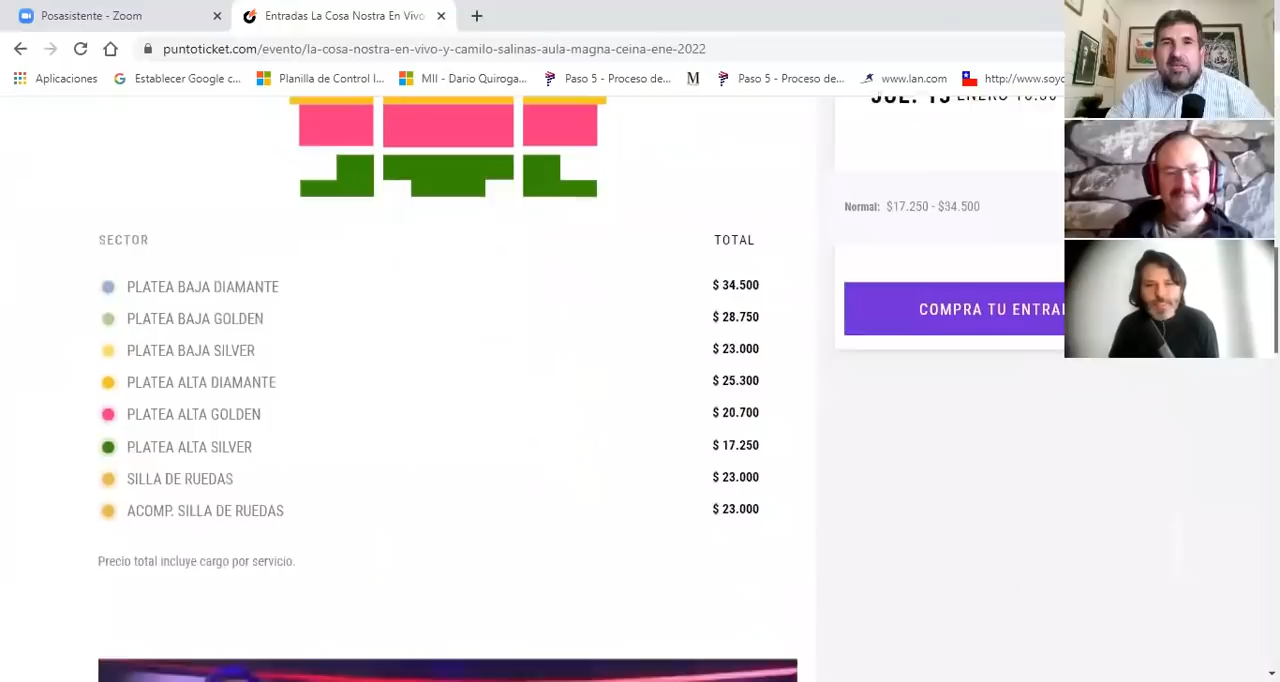 Posasistente - Zoom
Entradas La Cosa Nostra En Vivo
puntoticket.com/evento/la-cosa-nostra-en-vivo-y-camilo-salinas-aula-magna-ceina-ene-2022
Aplicaciones
Establecer Google c...
Planilla de Control I...
MII - Dario Quiroga...
Paso 5 - Proceso de...
M
Paso 5 - Proceso de...
www.lan.com
http://www.soyc
JUE. 13 ENERO
Normal: $17.250 - $34.500
COMPRA TU ENTRA
SECTOR TOTAL
PLATEA BAJA DIAMANTE $ 34.500
PLATEA BAJA GOLDEN $ 28.750
PLATEA BAJA SILVER $ 23.000
PLATEA ALTA DIAMANTE $ 25.300
PLATEA ALTA GOLDEN $ 20.700
PLATEA ALTA SILVER $ 17.250
SILLA DE RUEDAS $ 23.000
ACOMP. SILLA DE RUEDAS $ 23.000
Precio total incluye cargo por servicio.